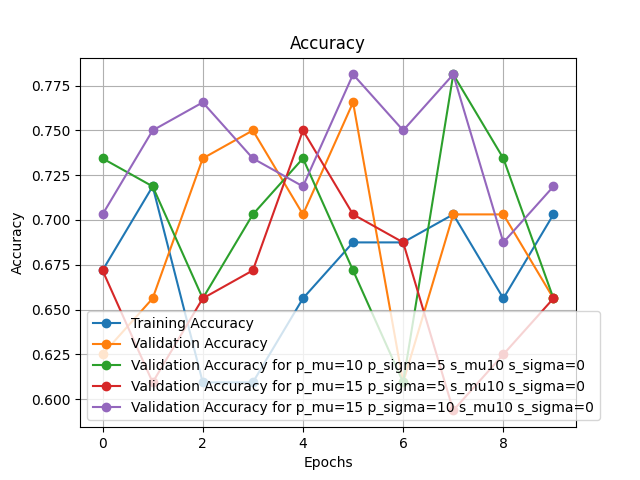 Accuracy
0.775
0.750
0.725
0.700
0.675
0.650
0.625
0.600
Accuracy
Training Accuracy
Validation Accuracy
Validation Accuracy for p_mu=10 p_sigma=5 s_mu10 s_sigma=0
Validation Accuracy for p_mu=15 p_sigma=5 s_mu10 s_sigma=0
Validation Accuracy for p_mu=15 p_sigma=10 s_mu10 s_sigma=0
0 2 4 6 8
Epochs